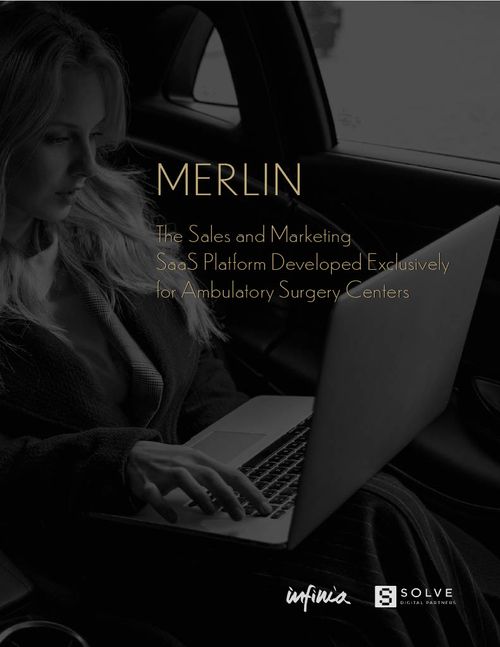 MERLIN
The Sales and Marketing
SaaS Platform Developed Exclusively
for Ambulatory Surgery Centers
infinia
S SOLVE
DIGITAL PARTNERS